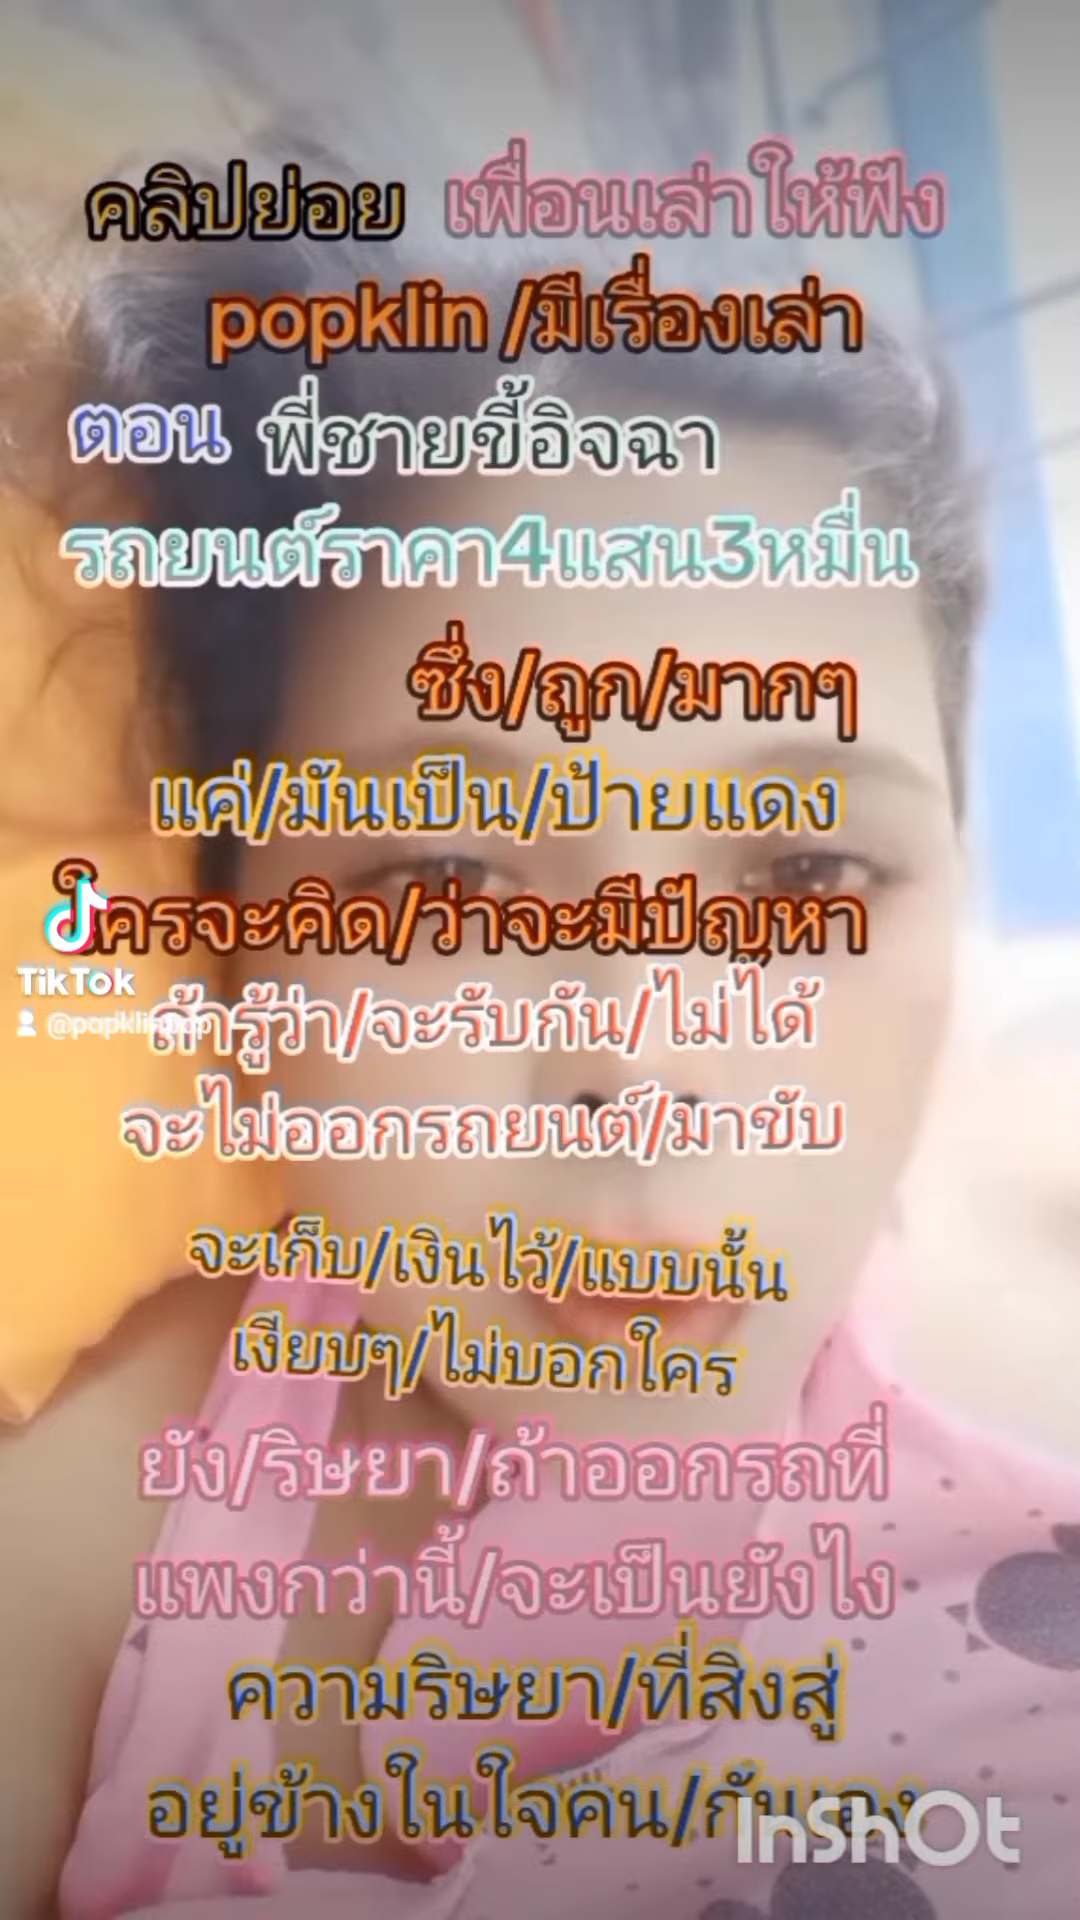 คลิปย่อย เพื่อนเล่าให้ฟัง
popklin /มีเรื่องเล่า
ตอน พี่ชายขี้อิจฉา
รถยนต์ราคา4แสน3หมื่น
ซึ่ง/ถูก/มากๆ
แค่/มันเป็น/ป้ายแดง
ใครจะคิด/ว่าจะมีปัญหา
TikTok
ถ้ารู้ว่า/จะรับกัน/ไม่ได้
จะไม่ออกรถยนต์/มาขับ
จะเก็บ/เงินไว้/แบบนั้น
เงียบๆ/ไม่บอกใคร
ยัง/ริษยา/ถ้าออกรถที่
แพงกว่านี้/จะเป็นยังไง
ความริษยา/ที่สิงสู่
อยู่ข้างในใจคน/กันเอง
InShOt